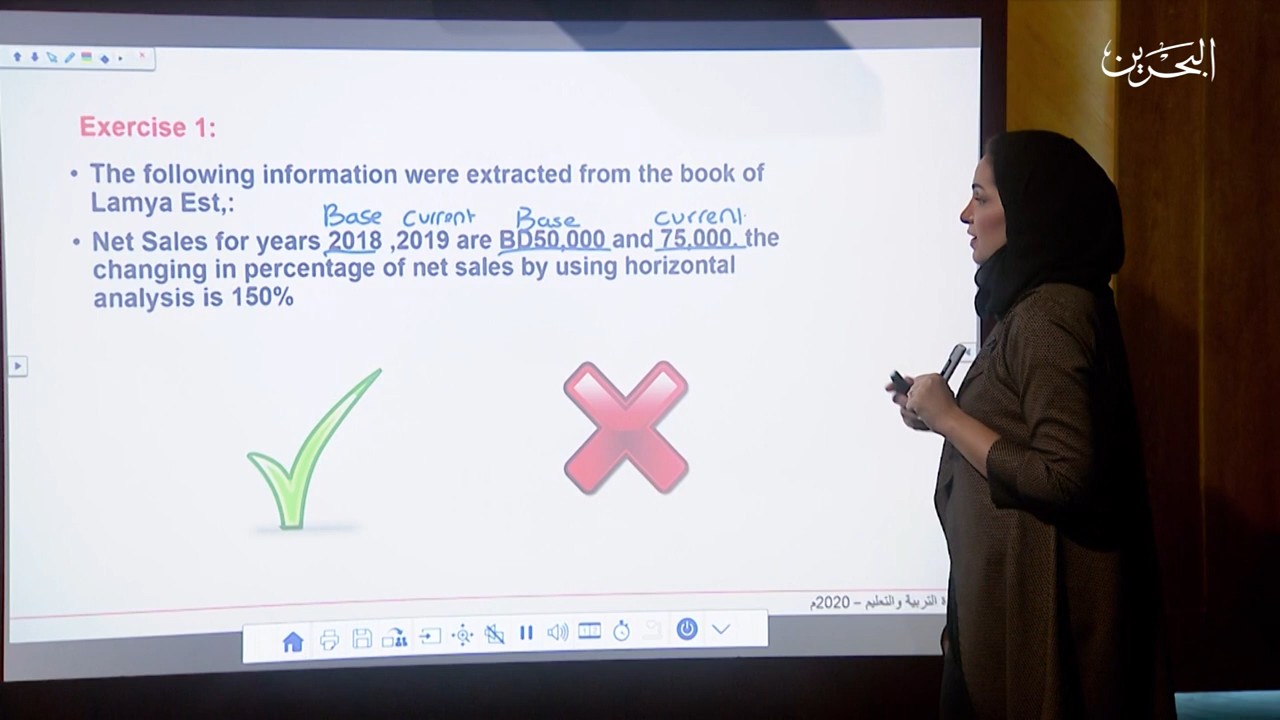 البحرين
Exercise 1:
• The following information were extracted from the book of
Lamya Est,:
Base current Base current
• Net Sales for years 2018 ,2019 are BD50,000 and 75,000. the
changing in percentage of net sales by using horizontal
analysis is 150%
التربية والتعليم – 2020م